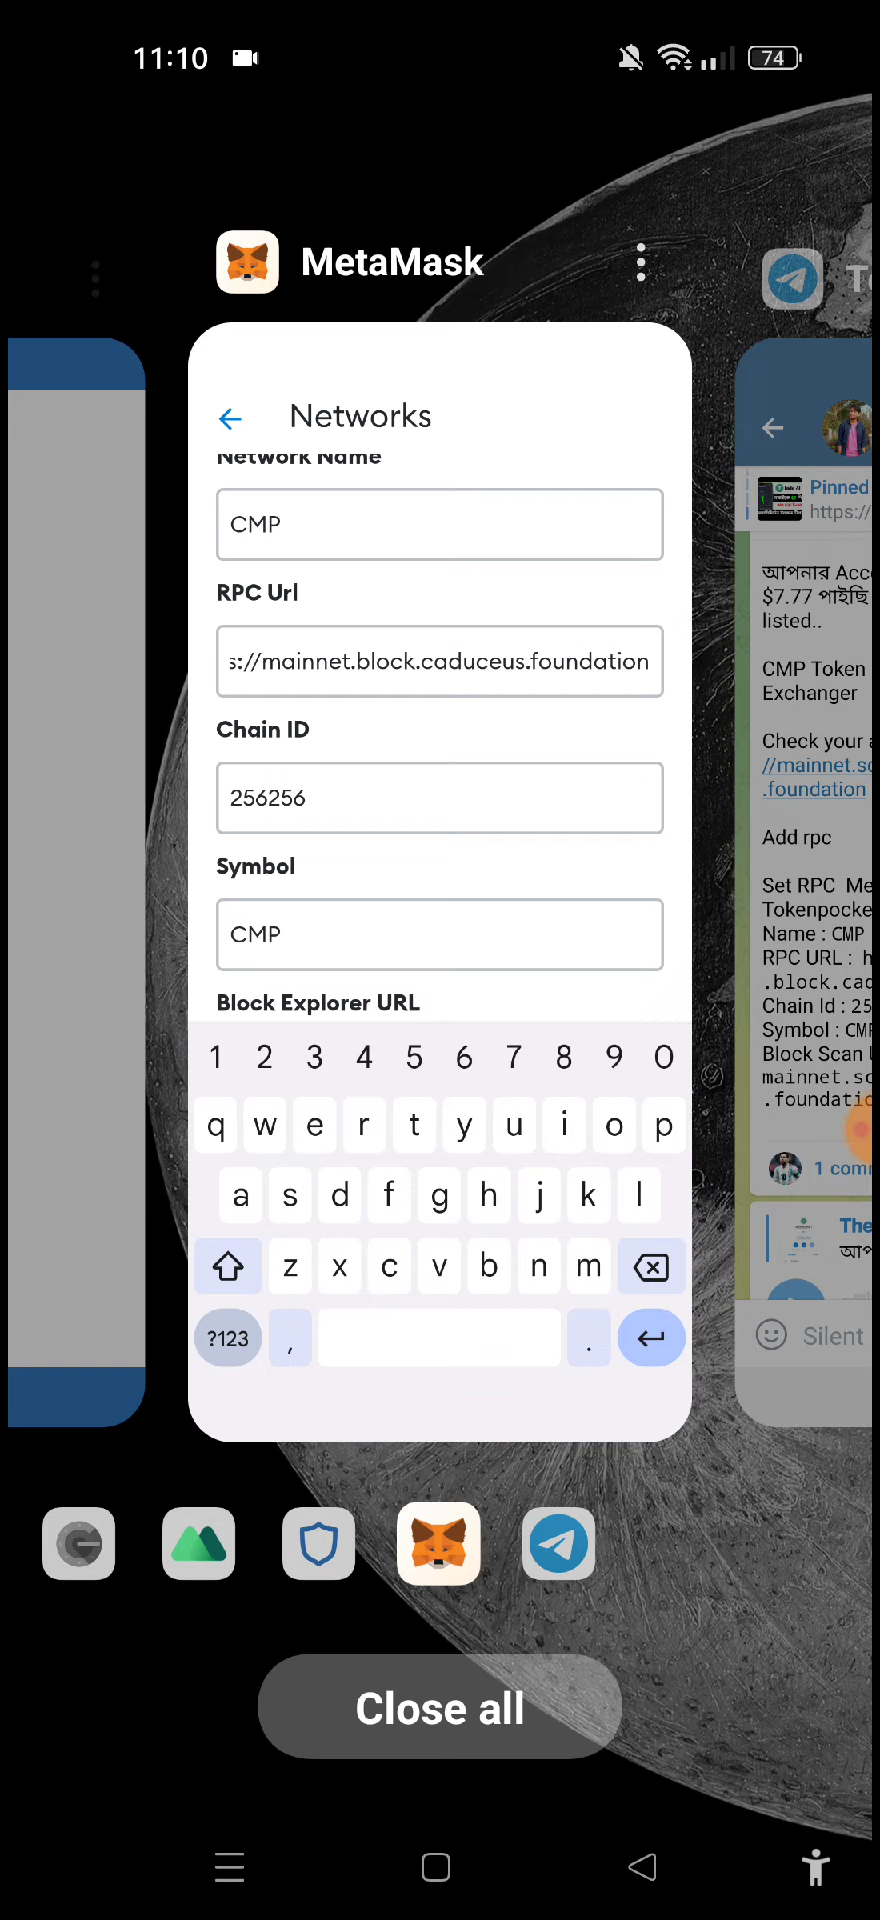 11:10
74
MetaMask
Networks
Network Name
CMP
RPC Url
s://mainnet.block.caduceus.foundation
Chain ID
256256
Symbol
CMP
Block Explorer URL
1 2 3 4 5 6 7 8 9 0
q w e r t y u i o p
a s d f g h j k l
z x c v b n m
?123 , .
Pinned
https://
আপনার Acc
$7.77 পাইছি
listed..
CMP Token
Exchanger
Check your
//mainnet.sc
.foundation
Add rpc
Set RPC Me
Tokenpocke
Name : CMP
RPC URL : h
.block.cad
Chain Id : 25
Symbol : CM
Block Scan
mainnet.sc
.foundatio
1 com
The
আপ
Silent
Close all